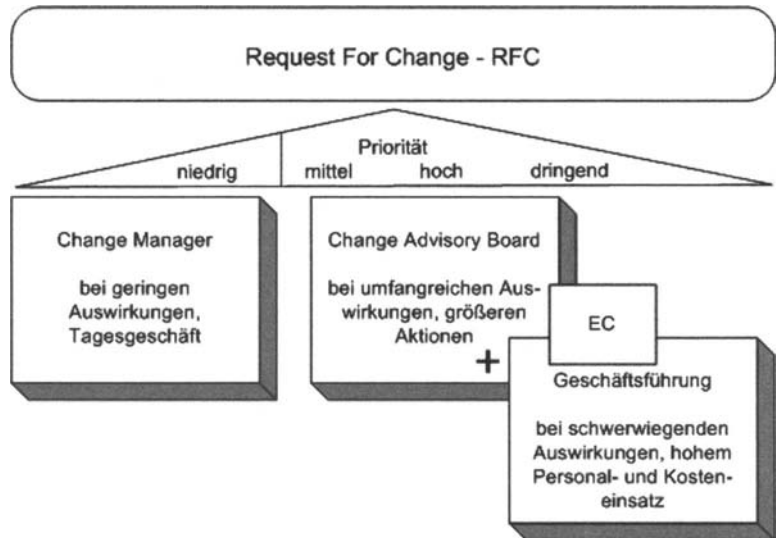 Request For Change - RFC
Priorität
niedrig mittel hoch dringend
Change Manager
bei geringen
Auswirkungen,
Tagesgeschäft
Change Advisory Board
bei umfangreichen Aus-
wirkungen, größeren
Aktionen
+
EC
Geschäftsführung
bei schwerwiegenden
Auswirkungen, hohem
Personal- und Kosten-
einsatz